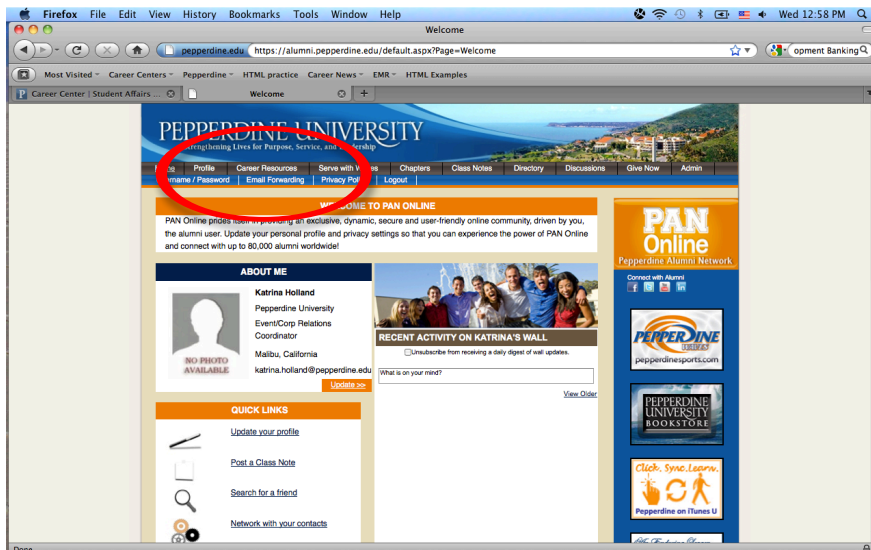 Firefox File Edit View History Bookmarks Tools Window Help Wed 12:58 PM
Welcome
pepperdine.edu https://alumni.pepperdine.edu/default.aspx?Page=Welcome opment Banking
Most Visited Career Centers Pepperdine HTML practice Career News EMR HTML Examples
Career Center | Student Affairs ... Welcome
PEPPERDINE UNIVERSITY
Strengthening Lives for Purpose, Service, and Leadership
Profile Career Resources Serve with Chapters Class Notes Directory Discussions Give Now Admin
/ Password Email Forwarding Privacy Logout
WELCOME TO PAN ONLINE
PAN Online prides itself in providing an exclusive, dynamic, secure and user-friendly online community, driven by you,
the alumni user. Update your personal profile and privacy settings so that you can experience the power of PAN Online
and connect with up to 80,000 alumni worldwide!
ABOUT ME
NO PHOTO
AVAILABLE
Katrina Holland
Pepperdine University
Event/Corp Relations
Coordinator
Malibu, California
katrina.holland@pepperdine.edu
Update >>
RECENT ACTIVITY ON KATRINA'S WALL
Unsubscribe from receiving a daily digest of wall updates.
What is on your mind?
View Older
QUICK LINKS
Update your profile
Post a Class Note
Search for a friend
Network with your contacts
PAN
Online
Pepperdine Alumni Network
Connect with Alumni
PEPPERDINE
WAVES
pepperdinesports.com
PEPPERDINE
UNIVERSITY
BOOKSTORE
Click. Sync. Learn.
Pepperdine on iTunes U
Done